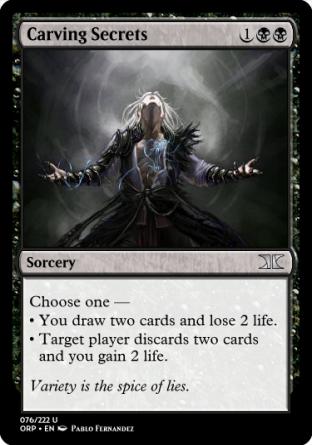 Carving Secrets 1
Sorcery
Choose one —
• You draw two cards and lose 2 life.
• Target player discards two cards
and you gain 2 life.
Variety is the spice of lies.
076/222 U
ORP • EN Pablo Fernandez